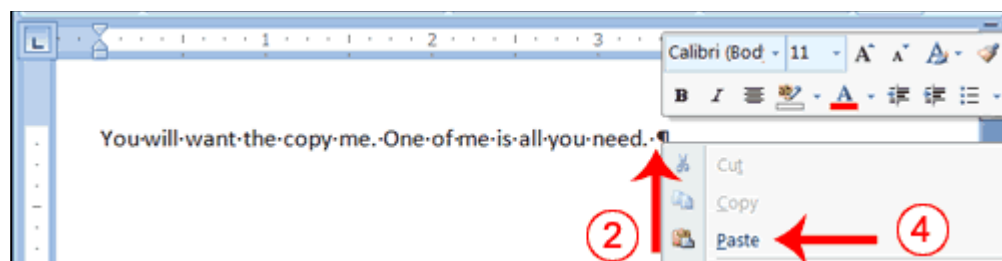 1 2 3
Calibri (Bod 11 A A A
B I A
You will want the copy me. One of me is all you need. ¶
Cut
Copy
2
Paste 4